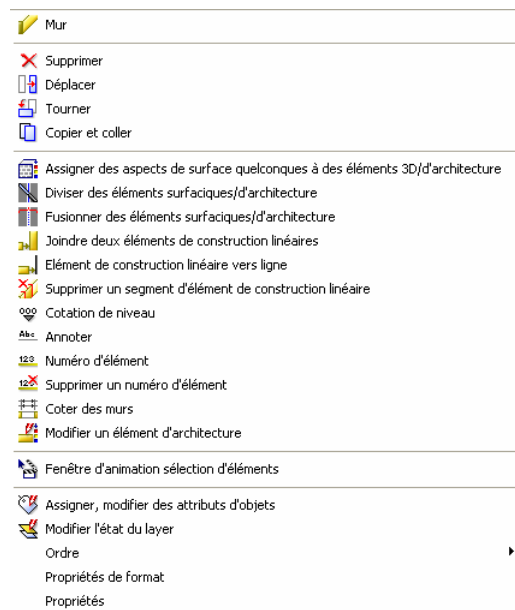 Mur
Supprimer
Déplacer
Tourner
Copier et coller
Assigner des aspects de surface quelconques à des éléments 3D/d'architecture
Diviser des éléments surfaciques/d'architecture
Fusionner des éléments surfaciques/d'architecture
Joindre deux éléments de construction linéaires
Elément de construction linéaire vers ligne
Supprimer un segment d'élément de construction linéaire
Cotation de niveau
Abc Annoter
123 Numéro d'élément
Supprimer un numéro d'élément
Coter des murs
Modifier un élément d'architecture
Fenêtre d'animation sélection d'éléments
Assigner, modifier des attributs d'objets
Modifier l'état du layer
Ordre
Propriétés de format
Propriétés